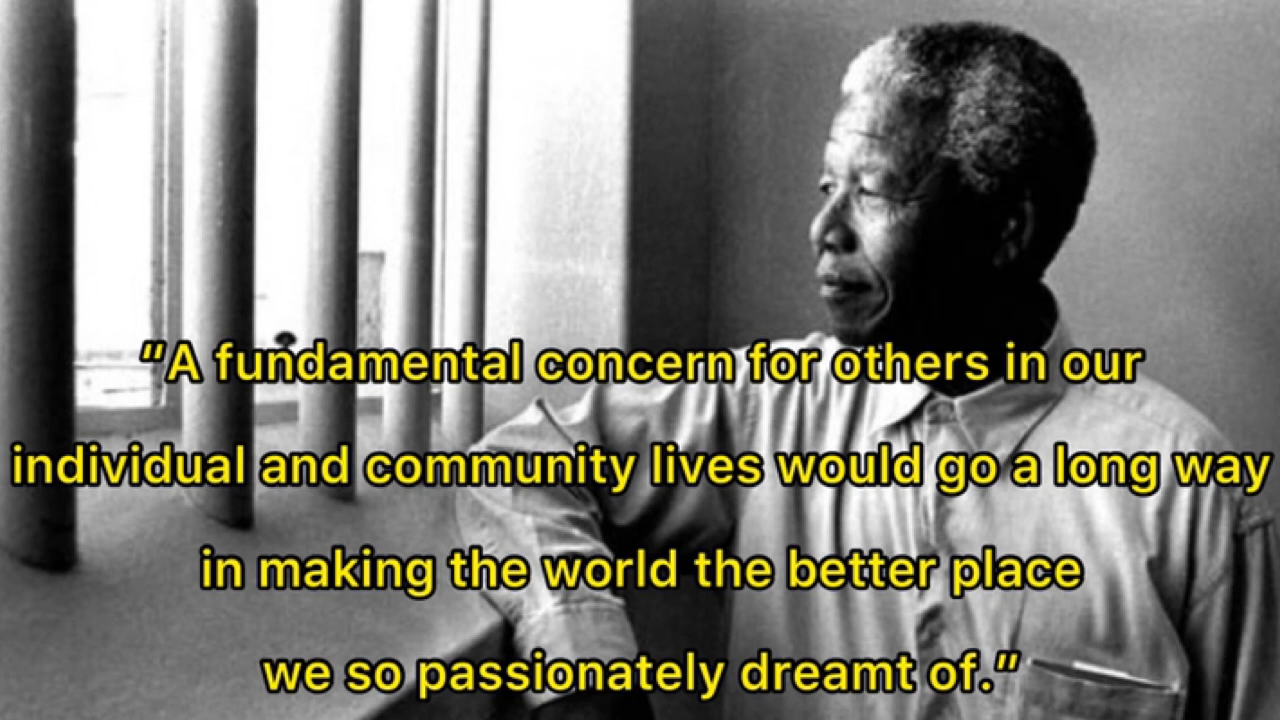 “A fundamental concern for others in our
individual and community lives would go a long way
in making the world the better place
we so passionately dreamt of.”